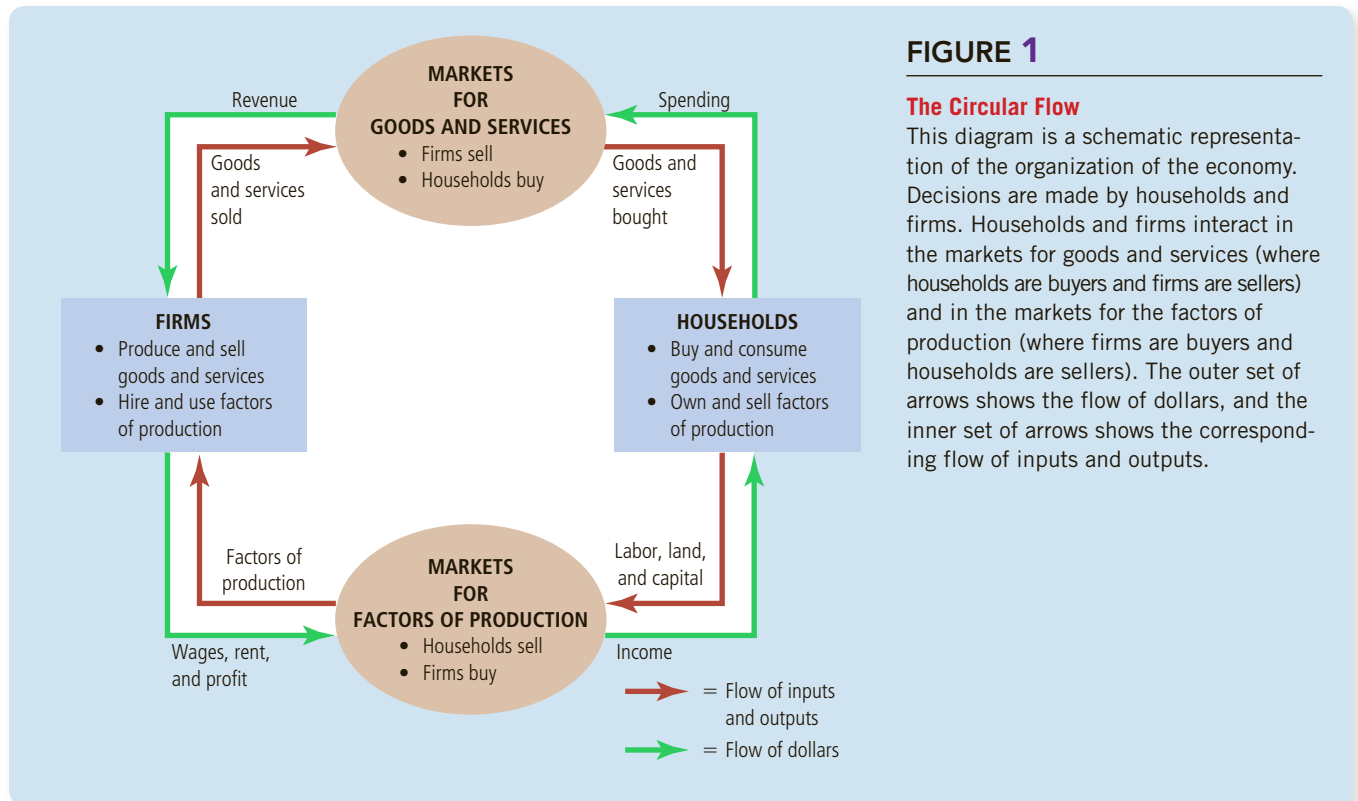 MARKETS
FOR
GOODS AND SERVICES
• Firms sell
• Households buy
Revenue
Spending
Goods
and services
sold
Goods and
services
bought
FIRMS
• Produce and sell
goods and services
• Hire and use factors
of production
HOUSEHOLDS
• Buy and consume
goods and services
• Own and sell factors
of production
Factors of
production
Labor, land,
and capital
MARKETS
FOR
FACTORS OF PRODUCTION
• Households sell
• Firms buy
Wages, rent,
and profit
Income
= Flow of inputs
and outputs
= Flow of dollars
FIGURE 1
The Circular Flow
This diagram is a schematic representa-
tion of the organization of the economy.
Decisions are made by households and
firms. Households and firms interact in
the markets for goods and services (where
households are buyers and firms are sellers)
and in the markets for the factors of
production (where firms are buyers and
households are sellers). The outer set of
arrows shows the flow of dollars, and the
inner set of arrows shows the correspond-
ing flow of inputs and outputs.